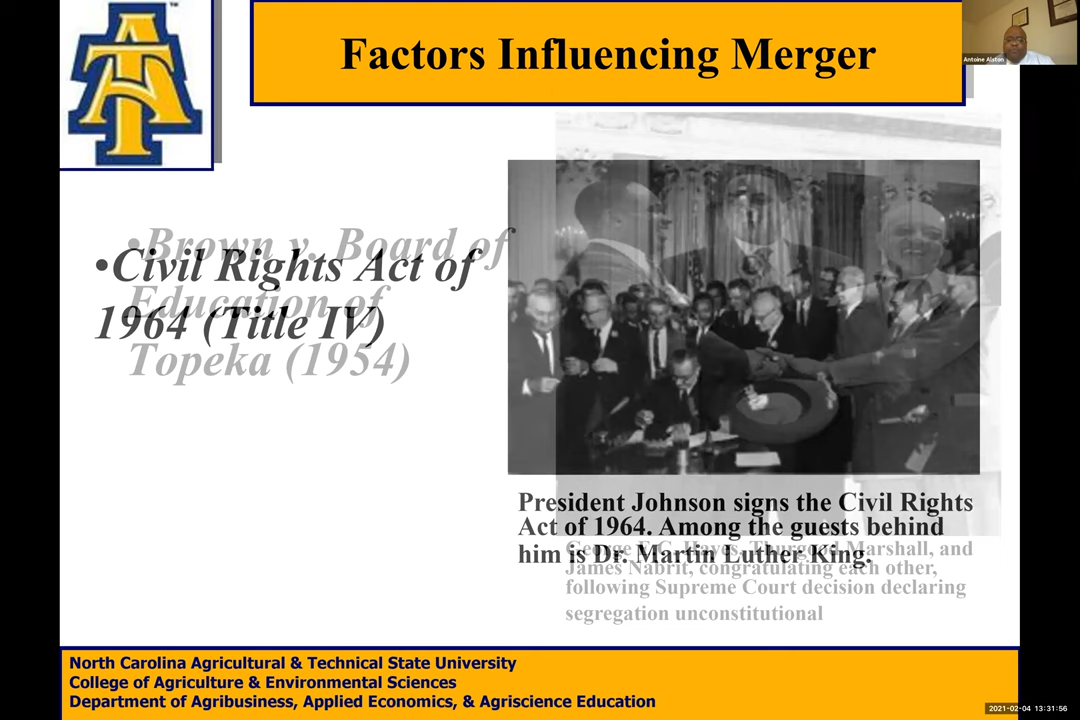 Factors Influencing Merger
Antoine Alston
•Brown v. Board of
Education of
Topeka (1954)
•Civil Rights Act of
1964 (Title IV)
President Johnson signs the Civil Rights
Act of 1964. Among the guests behind
him is Dr. Martin Luther King.
George E.C. Hayes, Thurgood Marshall, and
James Nabrit, congratulating each other,
following Supreme Court decision declaring
segregation unconstitutional
North Carolina Agricultural & Technical State University
College of Agriculture & Environmental Sciences
Department of Agribusiness, Applied Economics, & Agriscience Education
2021-02-04 13:31:56